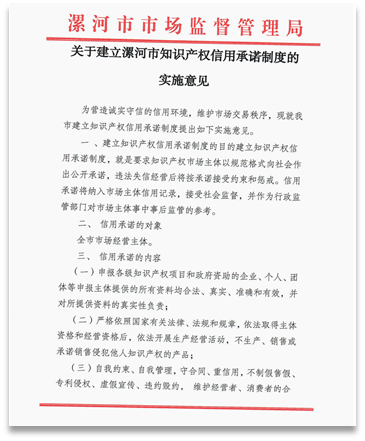 漯河市市场监督管理局
关于建立漯河市知识产权信用承诺制度的
实施意见
为营造诚实守信的信用环境，维护市场交易秩序，现就我
市建立知识产权信用承诺制度提出如下实施意见。
一、建立知识产权信用承诺制度的目的建立知识产权信
用承诺制度，就是要求知识产权市场主体以规范格式向社会作
出公开承诺，违法失信经营后将按承诺接受约束和惩戒。信用
承诺将纳入市场主体信用记录，接受社会监督，并作为行政监
管部门对市场主体事中事后监管的参考。
二、 信用承诺的对象
全市市场经营主体。
三、 信用承诺的内容
（一）申报各级知识产权项目和政府资助的企业、个人、团
体等申报主体提供的所有资料均合法、真实、准确和有效，并
对所提供资料的真实性负责；
（二）严格依照国家有关法律、法规和规章，依法取得主体
资格和经营资格后，依法开展生产经营活动，不生产、销售或
承诺销售侵犯他人知识产权的产品；
（三）自我约束、自我管理，守合同、重信用，不制假售假、
专利侵权、虚假宣传、违约毁约， 维护经营者、消费者的合